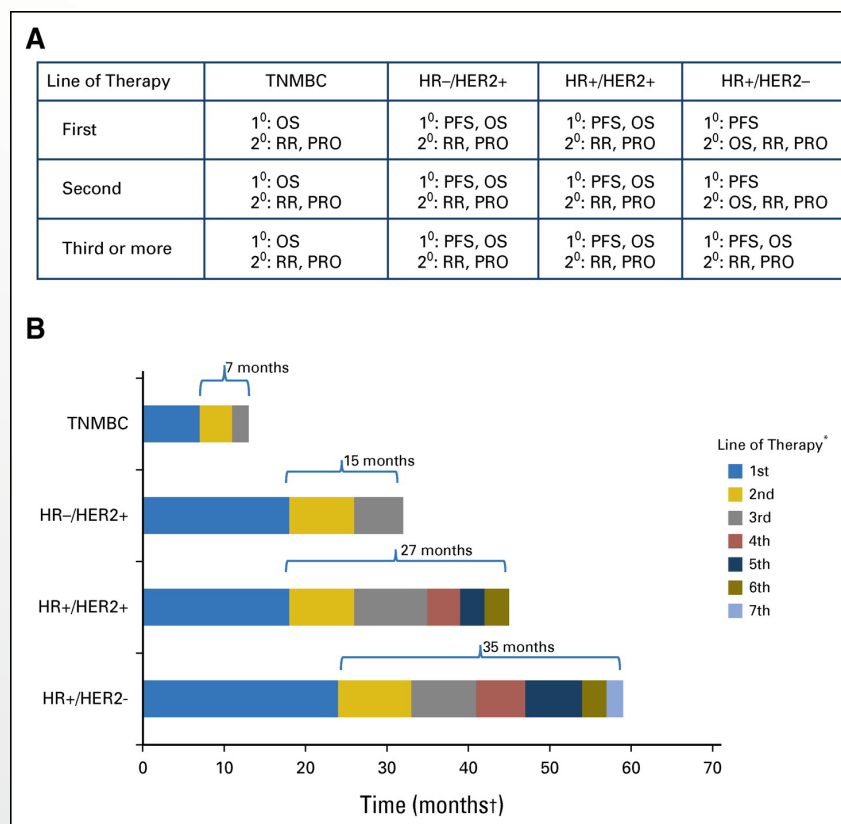 A
Line of Therapy TNMBC HR–/HER2+ HR+/HER2+ HR+/HER2–
First
1⁰: OS
2⁰: RR, PRO
1⁰: PFS, OS
2⁰: RR, PRO
1⁰: PFS, OS
2⁰: RR, PRO
1⁰: PFS
2⁰: OS, RR, PRO
Second
1⁰: OS
2⁰: RR, PRO
1⁰: PFS, OS
2⁰: RR, PRO
1⁰: PFS, OS
2⁰: RR, PRO
1⁰: PFS
2⁰: OS, RR, PRO
Third or more
1⁰: OS
2⁰: RR, PRO
1⁰: PFS, OS
2⁰: RR, PRO
1⁰: PFS, OS
2⁰: RR, PRO
1⁰: PFS, OS
2⁰: RR, PRO
B
7 months
TNMBC
15 months
HR–/HER2+
27 months
HR+/HER2+
35 months
HR+/HER2-
0 10 20 30 40 50 60 70
Time (months†)
Line of Therapy*
1st
2nd
3rd
4th
5th
6th
7th